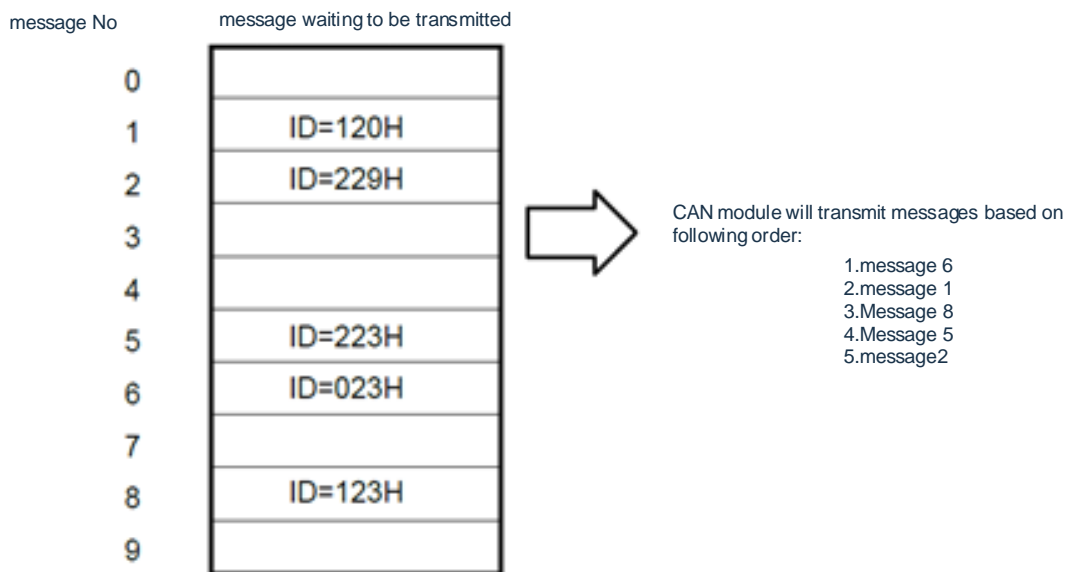 message No
message waiting to be transmitted
0
1 ID=120H
2 ID=229H
3
4
5 ID=223H
6 ID=023H
7
8 ID=123H
9
CAN module will transmit messages based on
following order:
1.message 6
2.message 1
3.Message 8
4.Message 5
5.message2